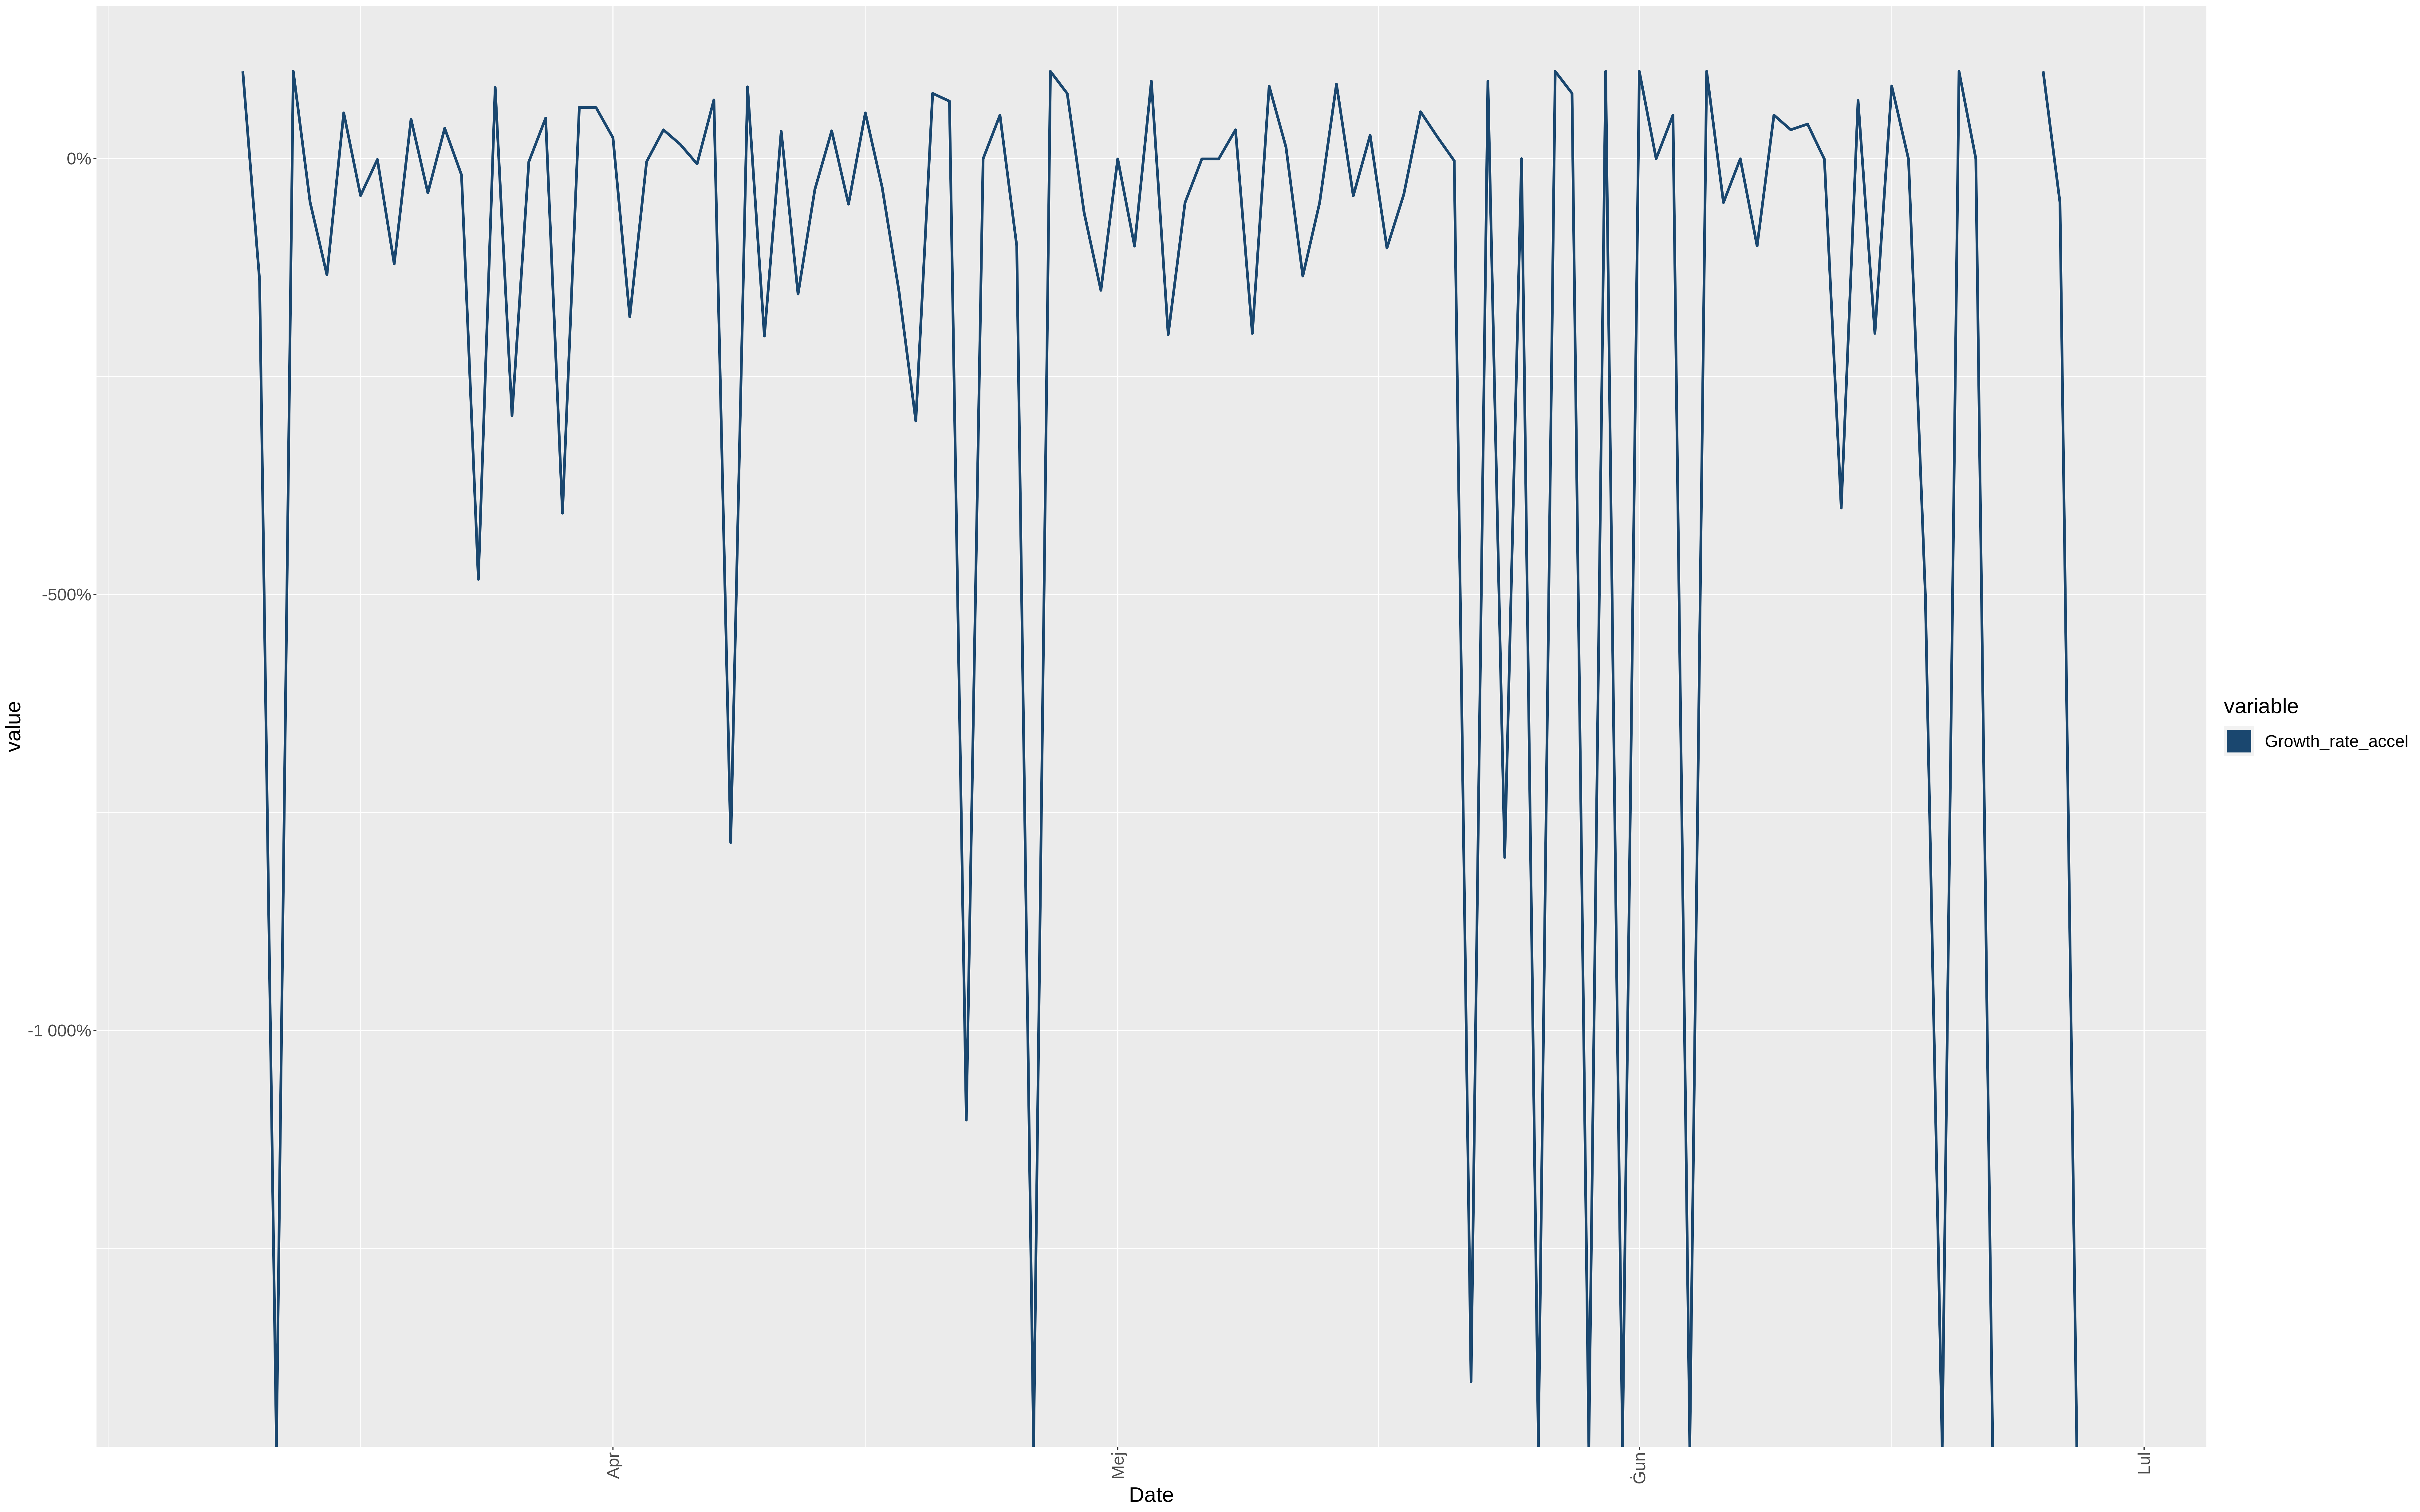 0%
-500%
-1 000%
value
Apr
Mej
Ġun
Lul
Date
variable
Growth_rate_accel